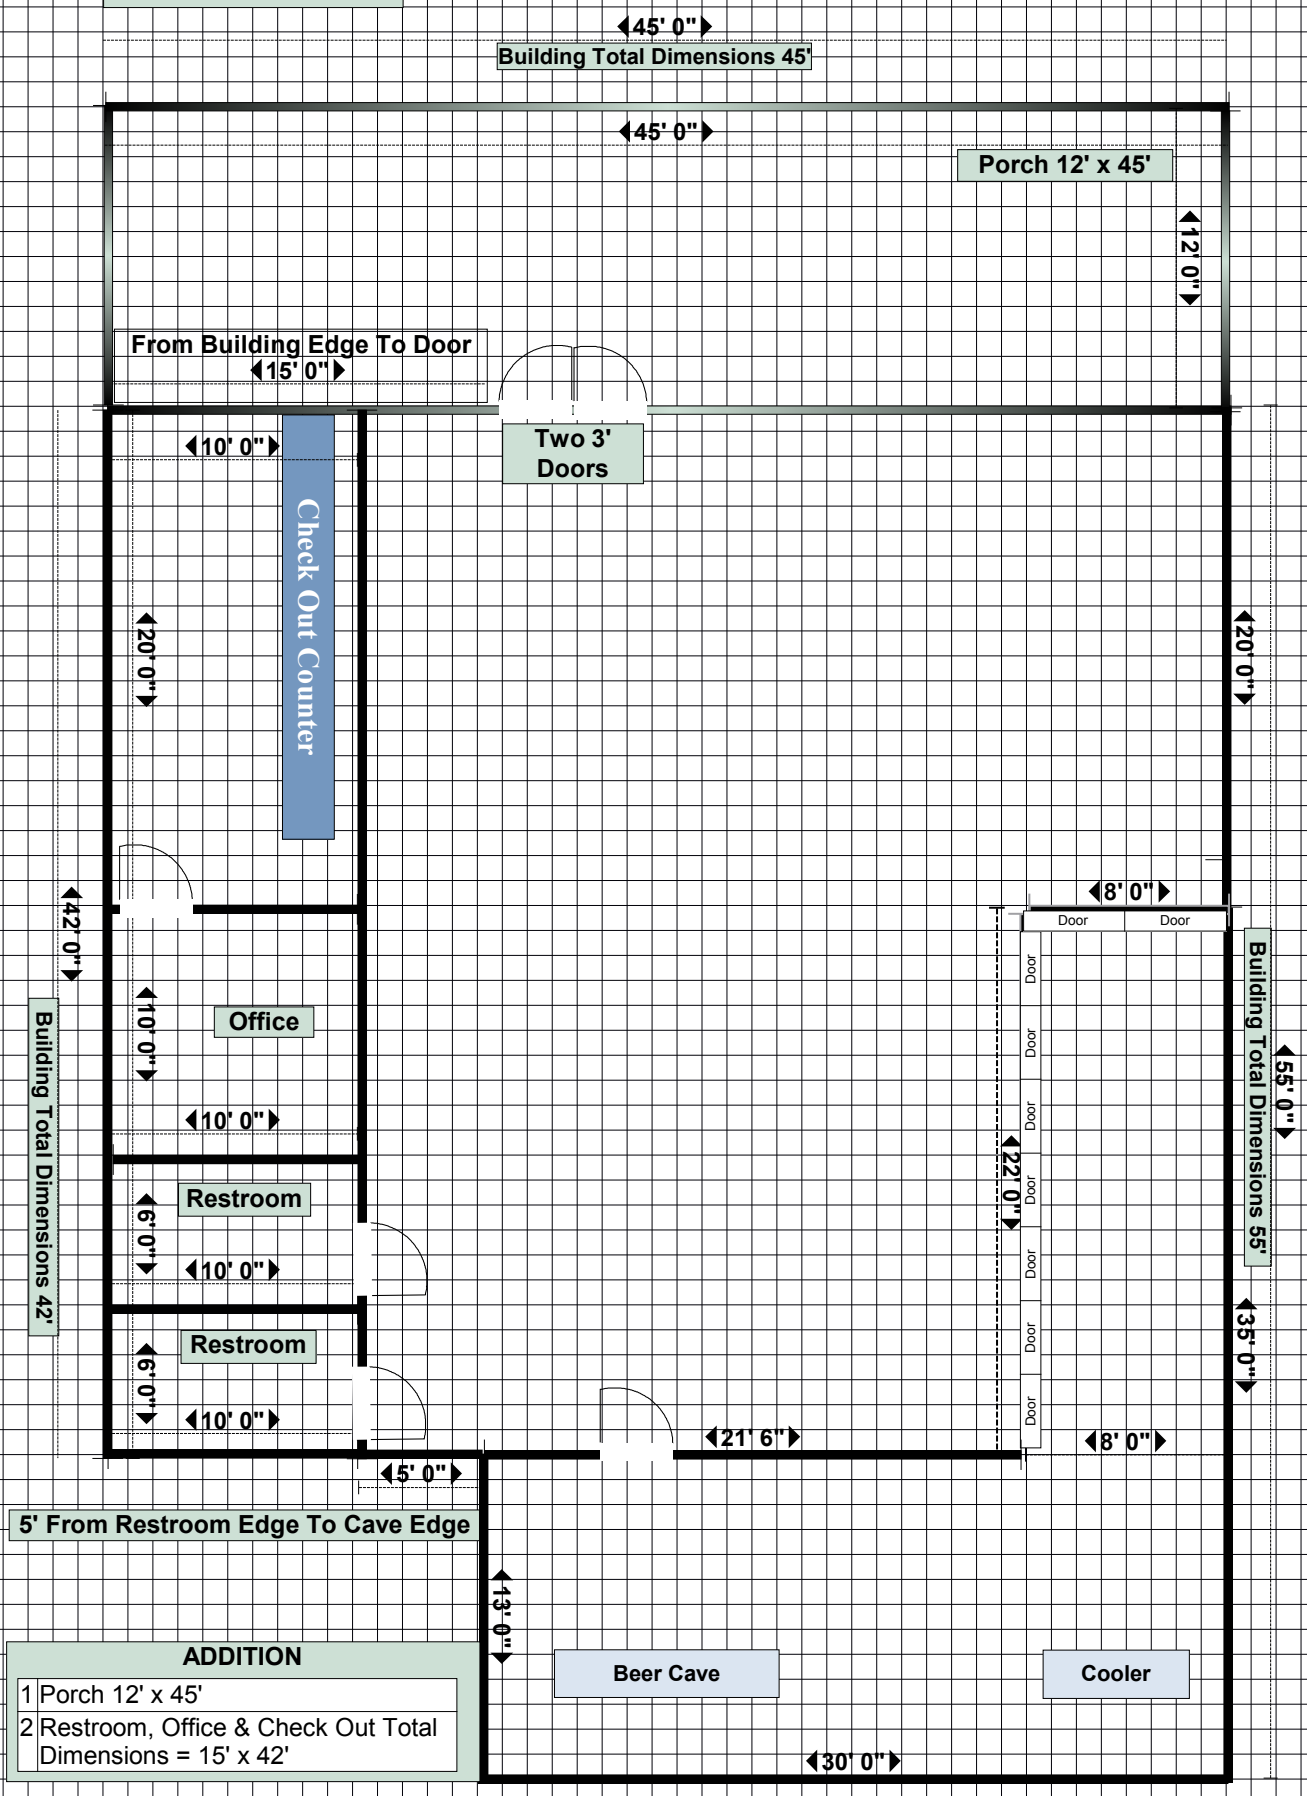 45' 0"
Building Total Dimensions 45'
45' 0"
Porch 12' x 45'
12' 0"
From Building Edge To Door
15' 0"
Two 3'
Doors
10' 0"
Check Out Counter
20' 0"
20' 0"
42' 0"
Building Total Dimensions 42'
8' 0"
Door
Door
Door
Door
Door
Door
Door
Door
Door
22' 0"
Building Total Dimensions 55'
55' 0"
10' 0"
Office
10' 0"
Restroom
6' 0"
10' 0"
Restroom
6' 0"
10' 0"
35' 0"
21' 6"
8' 0"
5' 0"
5' From Restroom Edge To Cave Edge
13' 0"
Beer Cave
Cooler
30' 0"
ADDITION
1 Porch 12' x 45'
2 Restroom, Office & Check Out Total
Dimensions = 15' x 42'